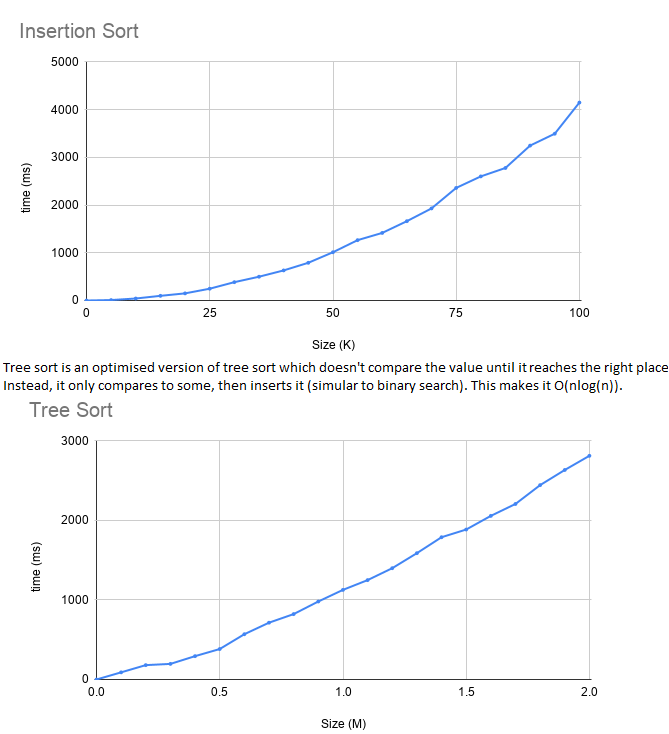 Insertion Sort
5000
4000
3000
2000
1000
0
time (ms)
0 25 50 75 100
Size (K)
Tree sort is an optimised version of tree sort which doesn't compare the value until it reaches the right place
Instead, it only compares to some, then inserts it (simular to binary search). This makes it O(nlog(n)).
Tree Sort
3000
2000
1000
0
time (ms)
0.0 0.5 1.0 1.5 2.0
Size (M)